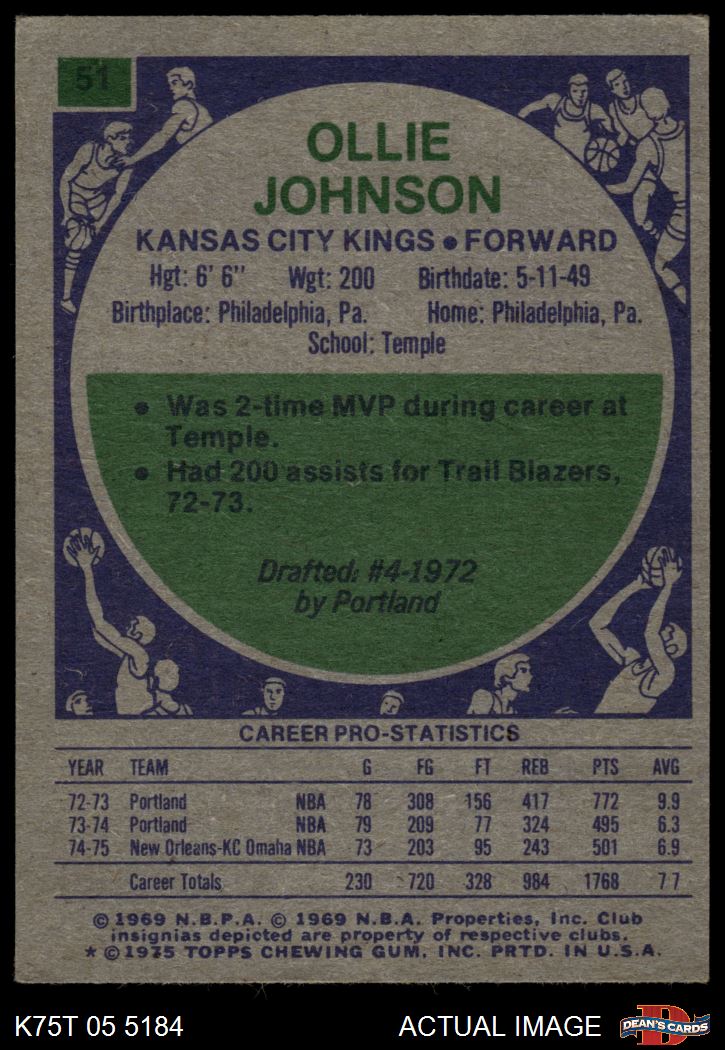 51
OLLIE
JOHNSON
KANSAS CITY KINGS • FORWARD
Hgt: 6' 6" Wgt: 200 Birthdate: 5-11-49
Birthplace: Philadelphia, Pa. Home: Philadelphia, Pa.
School: Temple
• Was 2-time MVP during career at
Temple.
• Had 200 assists for Trail Blazers,
72-73.
Drafted: #4-1972
by Portland
CAREER PRO-STATISTICS
YEAR TEAM G FG FT REB PTS AVG
72-73 Portland NBA 78 308 156 417 772 9.9
73-74 Portland NBA 79 209 77 324 495 6.3
74-75 New Orleans-KC Omaha NBA 73 203 95 243 501 6.9
Career Totals 230 720 328 984 1768 7 7
© 1969 N.B.P.A. © 1969 N.B.A. Properties, Inc. Club
insignias depicted are property of respective clubs.
* © 1975 TOPPS CHEWING GUM, INC. PRTD. IN U.S.A.
K75T 05 5184 ACTUAL IMAGE D DEAN'S CARDS